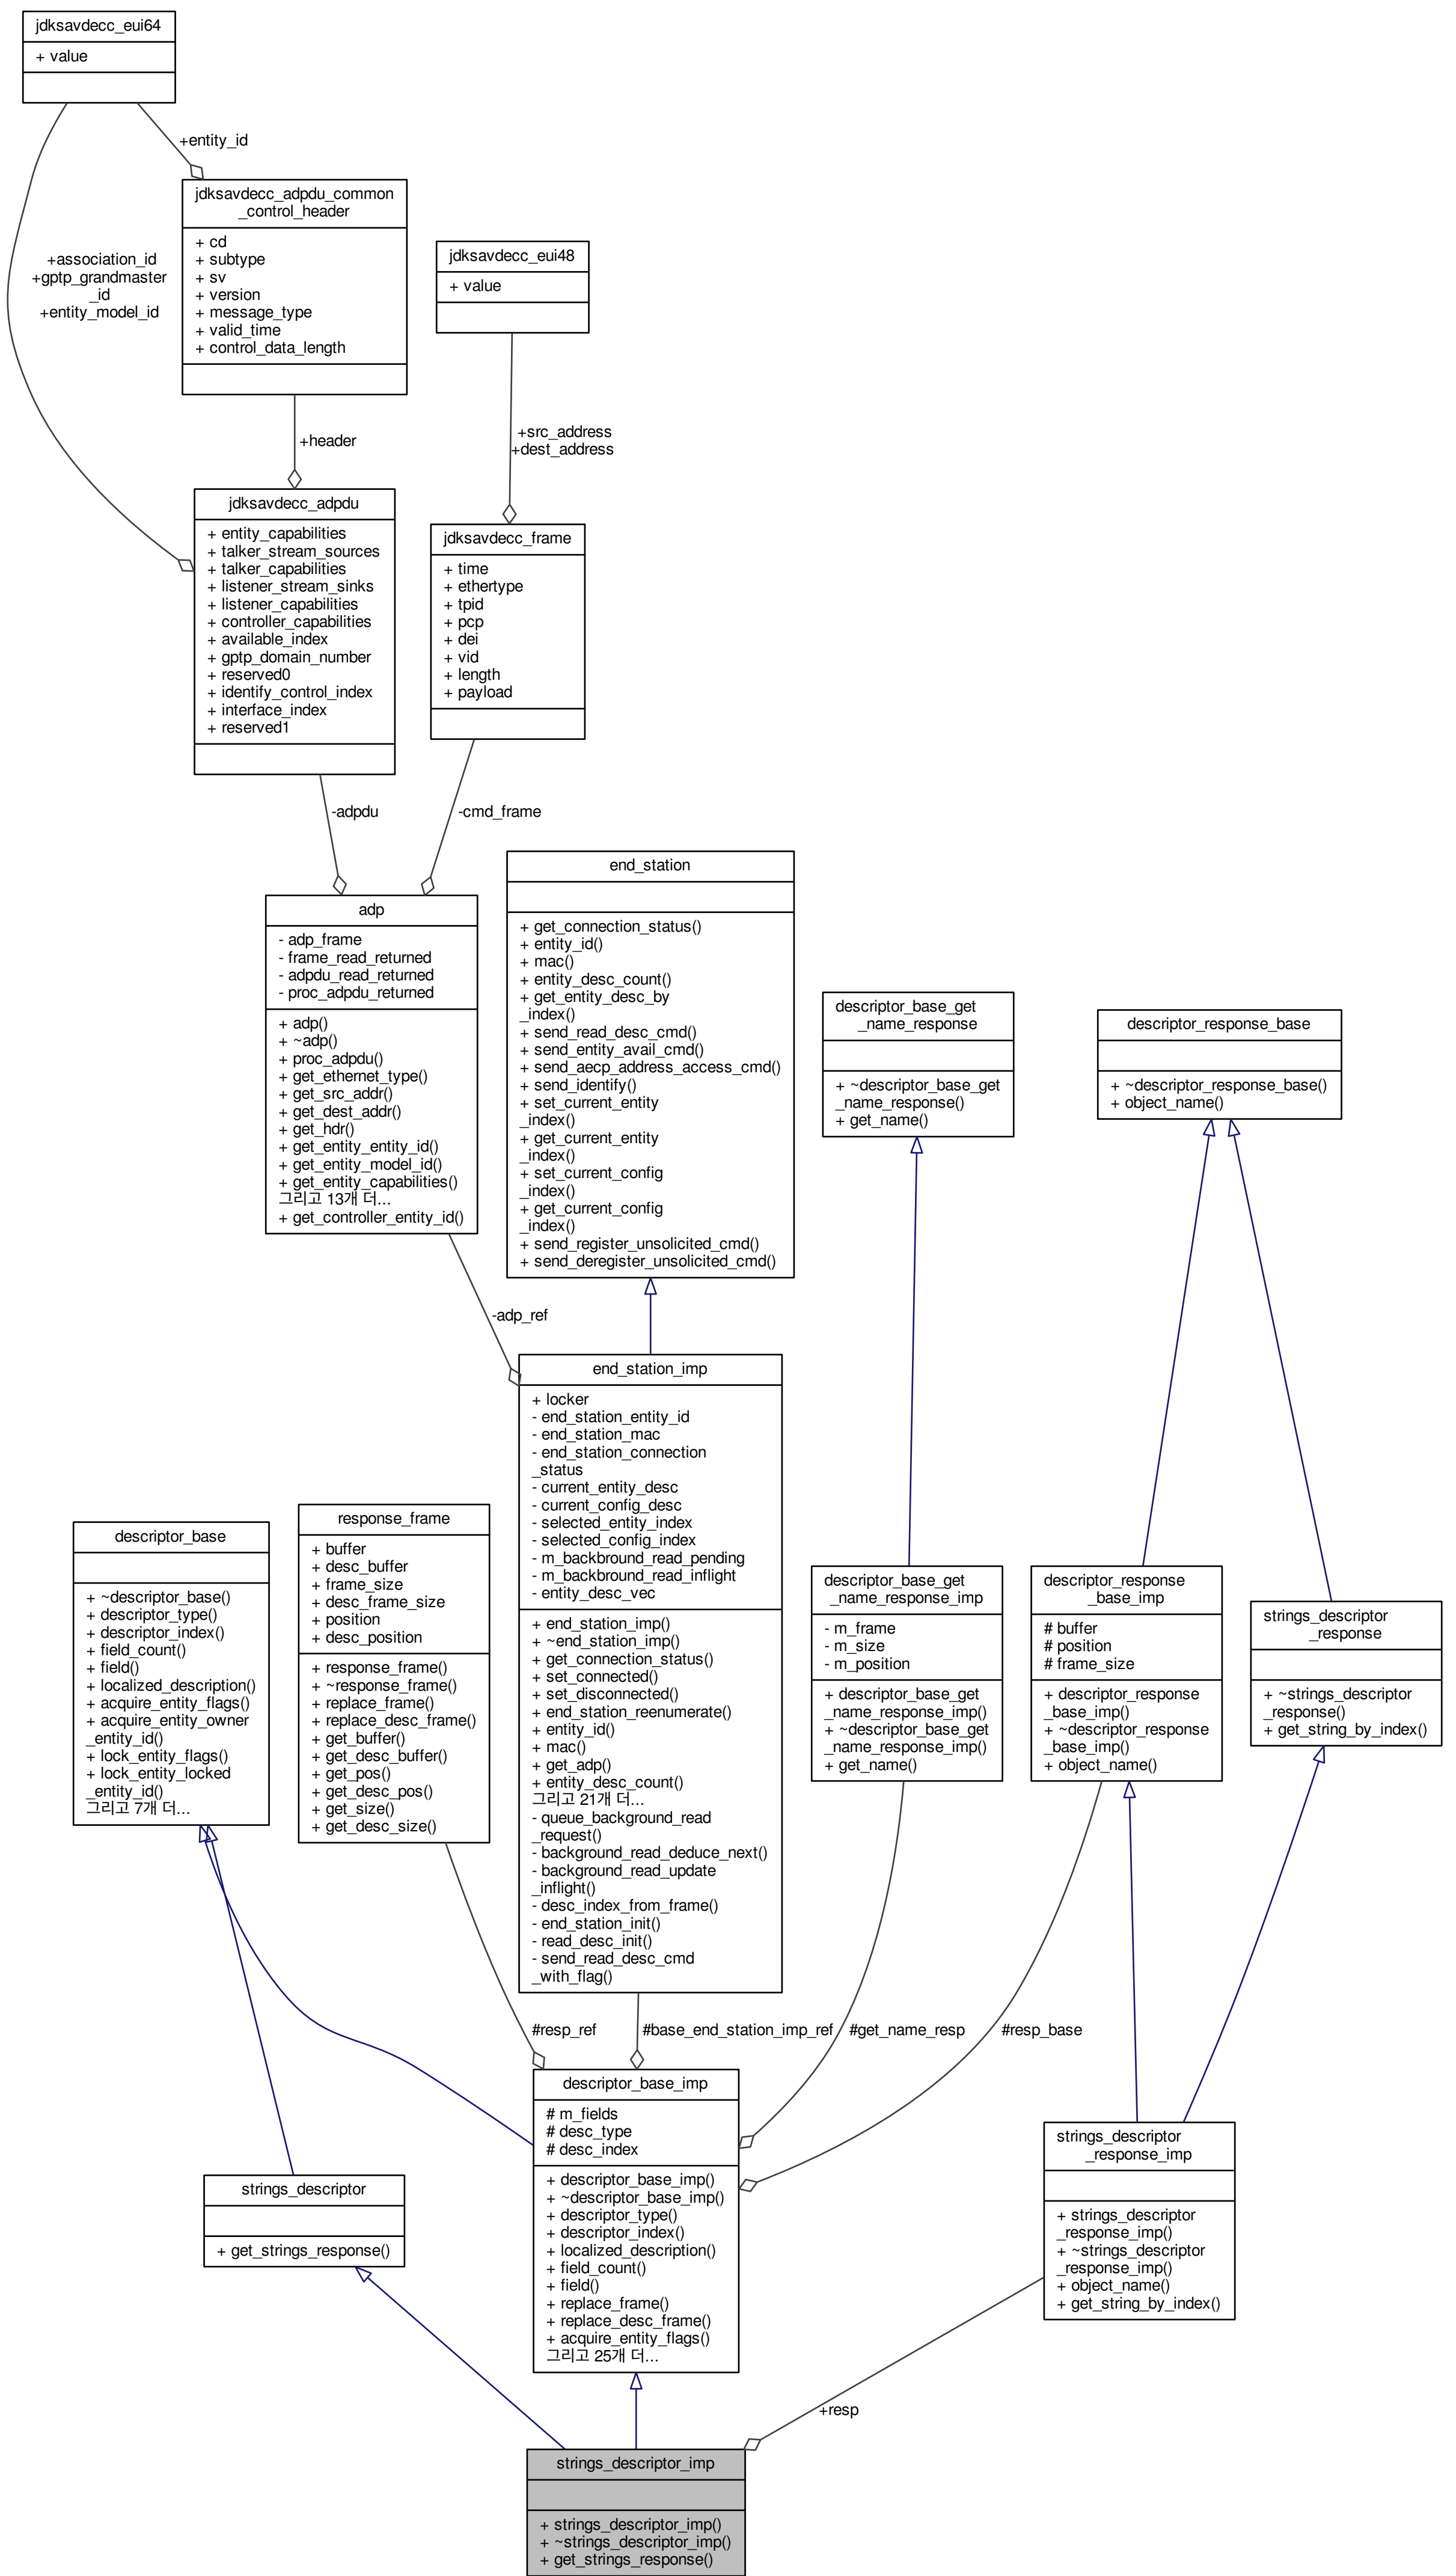 jdksavdecc_eui64
+ value
+entity_id
jdksavdecc_adpdu_common
_control_header
+ cd
+ subtype
+ sv
+ version
+ message_type
+ valid_time
+ control_data_length
jdksavdecc_eui48
+ value
+association_id
+gptp_grandmaster
_id
+entity_model_id
+header
+src_address
+dest_address
jdksavdecc_adpdu
+ entity_capabilities
+ talker_stream_sources
+ talker_capabilities
+ listener_stream_sinks
+ listener_capabilities
+ controller_capabilities
+ available_index
+ gptp_domain_number
+ reserved0
+ identify_control_index
+ interface_index
+ reserved1
jdksavdecc_frame
+ time
+ ethertype
+ tpid
+ pcp
+ dei
+ vid
+ length
+ payload
-adpdu
-cmd_frame
adp
- adp_frame
- frame_read_returned
- adpdu_read_returned
- proc_adpdu_returned
+ adp()
+ ~adp()
+ proc_adpdu()
+ get_ethernet_type()
+ get_src_addr()
+ get_dest_addr()
+ get_hdr()
+ get_entity_entity_id()
+ get_entity_model_id()
+ get_entity_capabilities()
그리고 13개 더...
+ get_controller_entity_id()
end_station
+ get_connection_status()
+ entity_id()
+ mac()
+ entity_desc_count()
+ get_entity_desc_by
_index()
+ send_read_desc_cmd()
+ send_entity_avail_cmd()
+ send_aecp_address_access_cmd()
+ send_identify()
+ set_current_entity
_index()
+ get_current_entity
_index()
+ set_current_config
_index()
+ get_current_config
_index()
+ send_register_unsolicited_cmd()
+ send_deregister_unsolicited_cmd()
descriptor_base_get
_name_response
+ ~descriptor_base_get
_name_response()
+ get_name()
descriptor_response_base
+ ~descriptor_response_base()
+ object_name()
-adp_ref
end_station_imp
+ locker
- end_station_entity_id
- end_station_mac
- end_station_connection
_status
- current_entity_desc
- current_config_desc
- selected_entity_index
- selected_config_index
- m_backbround_read_pending
- m_backbround_read_inflight
- entity_desc_vec
+ end_station_imp()
+ ~end_station_imp()
+ get_connection_status()
+ set_connected()
+ set_disconnected()
+ end_station_reenumerate()
+ entity_id()
+ mac()
+ get_adp()
+ entity_desc_count()
그리고 21개 더...
- queue_background_read
_request()
- background_read_deduce_next()
- background_read_update
_inflight()
- desc_index_from_frame()
- end_station_init()
- read_desc_init()
- send_read_desc_cmd
_with_flag()
descriptor_base
+ ~descriptor_base()
+ descriptor_type()
+ descriptor_index()
+ field_count()
+ field()
+ localized_description()
+ acquire_entity_flags()
+ acquire_entity_owner
_entity_id()
+ lock_entity_flags()
+ lock_entity_locked
_entity_id()
그리고 7개 더...
response_frame
+ buffer
+ desc_buffer
+ frame_size
+ desc_frame_size
+ position
+ desc_position
+ response_frame()
+ ~response_frame()
+ replace_frame()
+ replace_desc_frame()
+ get_buffer()
+ get_desc_buffer()
+ get_pos()
+ get_desc_pos()
+ get_size()
+ get_desc_size()
descriptor_base_get
_name_response_imp
- m_frame
- m_size
- m_position
+ descriptor_base_get
_name_response_imp()
+ ~descriptor_base_get
_name_response_imp()
+ get_name()
descriptor_response
_base_imp
# buffer
# position
# frame_size
+ descriptor_response
_base_imp()
+ ~descriptor_response
_base_imp()
+ object_name()
strings_descriptor
_response
+ ~strings_descriptor
_response()
+ get_string_by_index()
#resp_ref
#base_end_station_imp_ref
#get_name_resp
#resp_base
descriptor_base_imp
# m_fields
# desc_type
# desc_index
+ descriptor_base_imp()
+ ~descriptor_base_imp()
+ descriptor_type()
+ descriptor_index()
+ localized_description()
+ field_count()
+ field()
+ replace_frame()
+ replace_desc_frame()
+ acquire_entity_flags()
그리고 25개 더...
strings_descriptor
+ get_strings_response()
strings_descriptor
_response_imp
+ strings_descriptor
_response_imp()
+ ~strings_descriptor
_response_imp()
+ object_name()
+ get_string_by_index()
+resp
strings_descriptor_imp
+ strings_descriptor_imp()
+ ~strings_descriptor_imp()
+ get_strings_response()